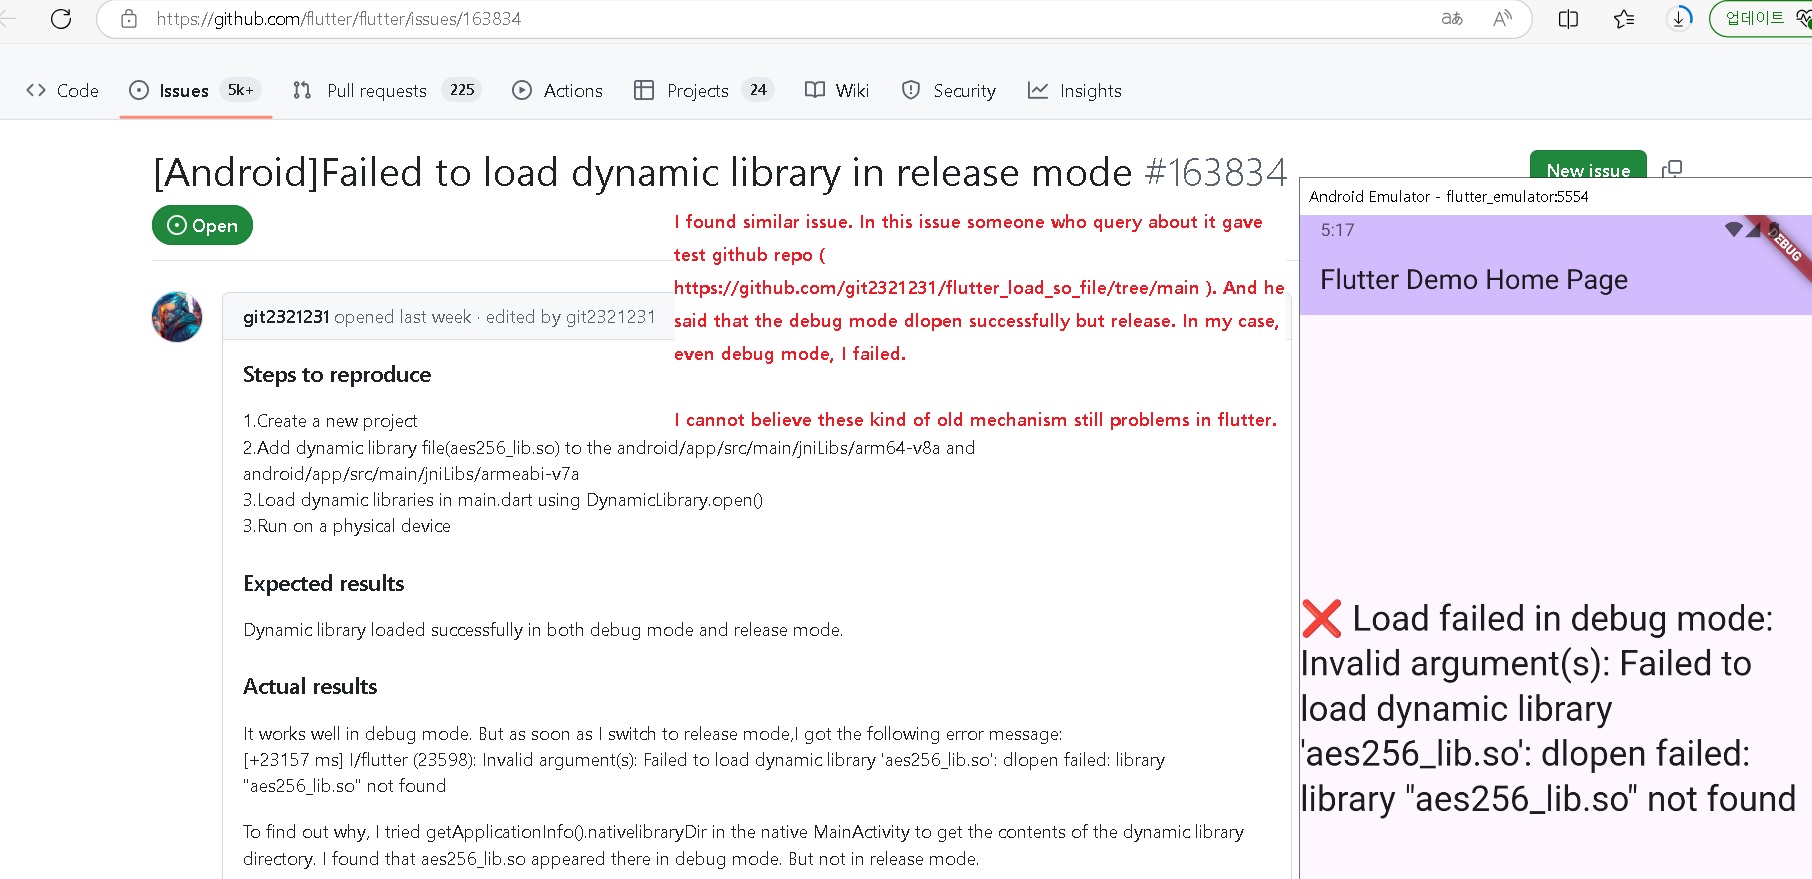 https://github.com/flutter/flutter/issues/163834
aあ
A
업데이트
Code
Issues 5k+
Pull requests 225
Actions
Projects 24
Wiki
Security
Insights
[Android]Failed to load dynamic library in release mode #163834
New issue
Open
git2321231 opened last week · edited by git2321231
Steps to reproduce
1.Create a new project
2.Add dynamic library file(aes256_lib.so) to the android/app/src/main/jniLibs/arm64-v8a and
android/app/src/main/jniLibs/armeabi-v7a
3.Load dynamic libraries in main.dart using DynamicLibrary.open()
3.Run on a physical device
Expected results
Dynamic library loaded successfully in both debug mode and release mode.
Actual results
It works well in debug mode. But as soon as I switch to release mode,I got the following error message:
[+23157 ms] I/flutter (23598): Invalid argument(s): Failed to load dynamic library 'aes256_lib.so': dlopen failed: library
"aes256_lib.so" not found
To find out why, I tried getApplicationInfo().nativelibraryDir in the native MainActivity to get the contents of the dynamic library
directory. I found that aes256_lib.so appeared there in debug mode. But not in release mode.
I found similar issue. In this issue someone who query about it gave
test github repo (
https://github.com/git2321231/flutter_load_so_file/tree/main ). And he
said that the debug mode dlopen successfully but release. In my case,
even debug mode, I failed.
I cannot believe these kind of old mechanism still problems in flutter.
Android Emulator - flutter_emulator:5554
5:17
DEBUG
Flutter Demo Home Page
❌ Load failed in debug mode:
Invalid argument(s): Failed to
load dynamic library
'aes256_lib.so': dlopen failed:
library "aes256_lib.so" not found